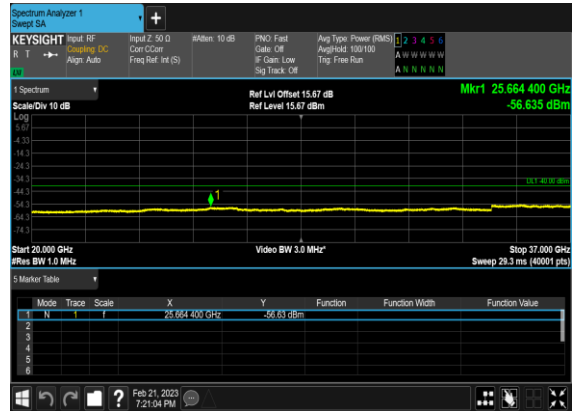 Spectrum Analyzer 1
Swept SA
+
KEYSIGHT Input: RF Input Z: 50 Ω #Atten: 10 dB PNO: Fast Avg Type: Power (RMS) 1 2 3 4 5 6
R T Coupling: DC Corr CCorr Gate: Off Avg|Hold: 100/100 A W W W W W
Align: Auto Freq Ref: Int (S) IF Gain: Low Trig: Free Run
LW Sig Track: Off A N N N N N
1 Spectrum Ref Lvl Offset 15.67 dB Mkr1 25.664 400 GHz
Scale/Div 10 dB Ref Level 15.67 dBm -56.635 dBm
Log
5.67
-4.33
-14.3
-24.3
-34.3
DL1 -40.00 dBm
-44.3
1
-54.3
-64.3
-74.3
Start 20.000 GHz Video BW 3.0 MHz* Stop 37.000 GHz
#Res BW 1.0 MHz Sweep 29.3 ms (40001 pts)
5 Marker Table
Mode Trace Scale X Y Function Function Width Function Value
1 N 1 f 25.664 400 GHz -56.63 dBm
2
3
4
5
6
? Feb 21, 2023
7:21:04 PM